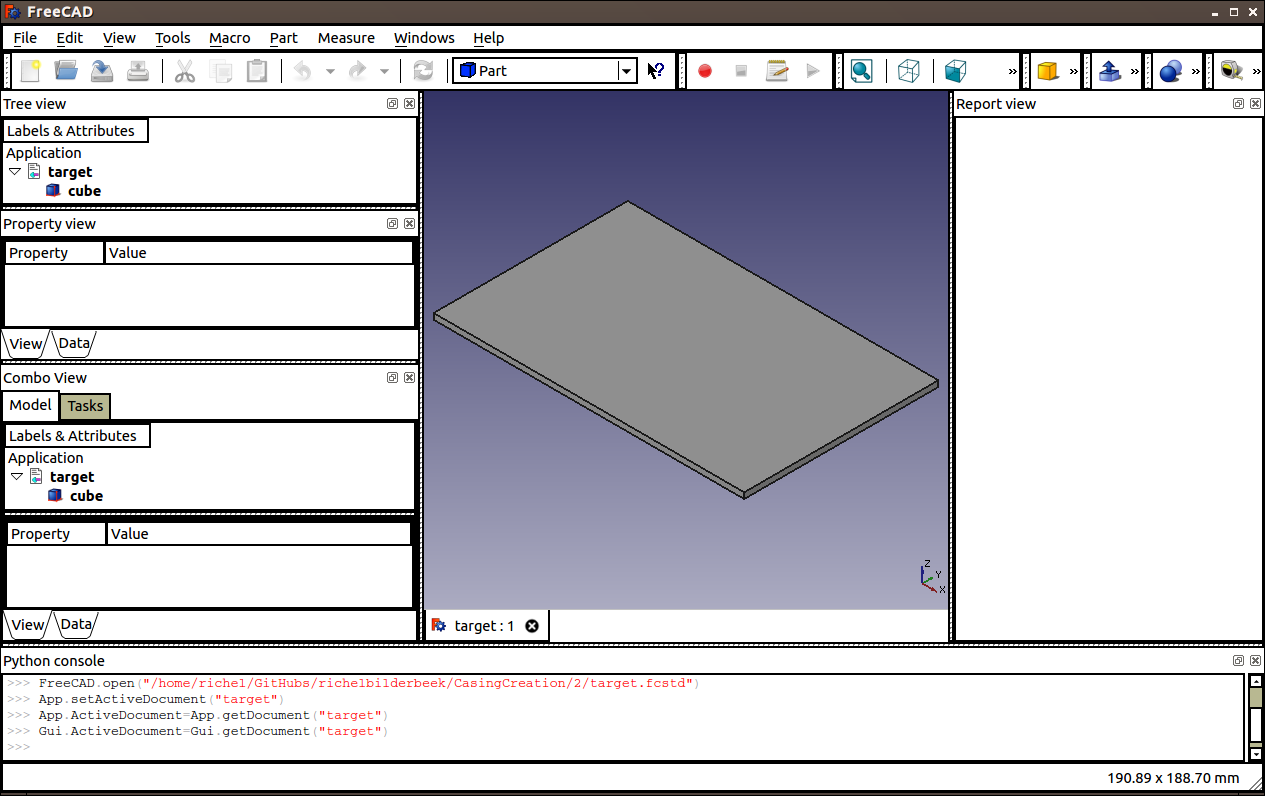 FreeCAD
File Edit View Tools Macro Part Measure Windows Help
Part
Tree view
Labels & Attributes
Application
target
cube
Property view
Property Value
View Data
Combo View
Model Tasks
Labels & Attributes
Application
target
cube
Property Value
View Data
Z
Y
X
target : 1
Report view
Python console
>>> FreeCAD.open("/home/richel/GitHubs/richelbilderbeek/CasingCreation/2/target.fcstd")
>>> App.setActiveDocument("target")
>>> App.ActiveDocument=App.getDocument("target")
>>> Gui.ActiveDocument=Gui.getDocument("target")
>>>
190.89 x 188.70 mm